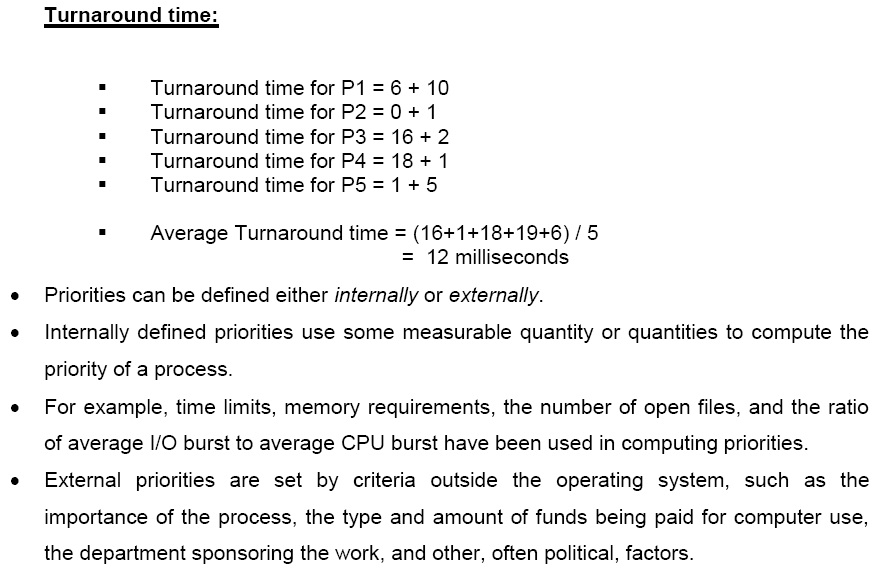 Turnaround time:
▪ Turnaround time for P1 = 6 + 10
▪ Turnaround time for P2 = 0 + 1
▪ Turnaround time for P3 = 16 + 2
▪ Turnaround time for P4 = 18 + 1
▪ Turnaround time for P5 = 1 + 5
▪ Average Turnaround time = (16+1+18+19+6) / 5
= 12 milliseconds
• Priorities can be defined either internally or externally.
• Internally defined priorities use some measurable quantity or quantities to compute the
priority of a process.
• For example, time limits, memory requirements, the number of open files, and the ratio
of average I/O burst to average CPU burst have been used in computing priorities.
• External priorities are set by criteria outside the operating system, such as the
importance of the process, the type and amount of funds being paid for computer use,
the department sponsoring the work, and other, often political, factors.